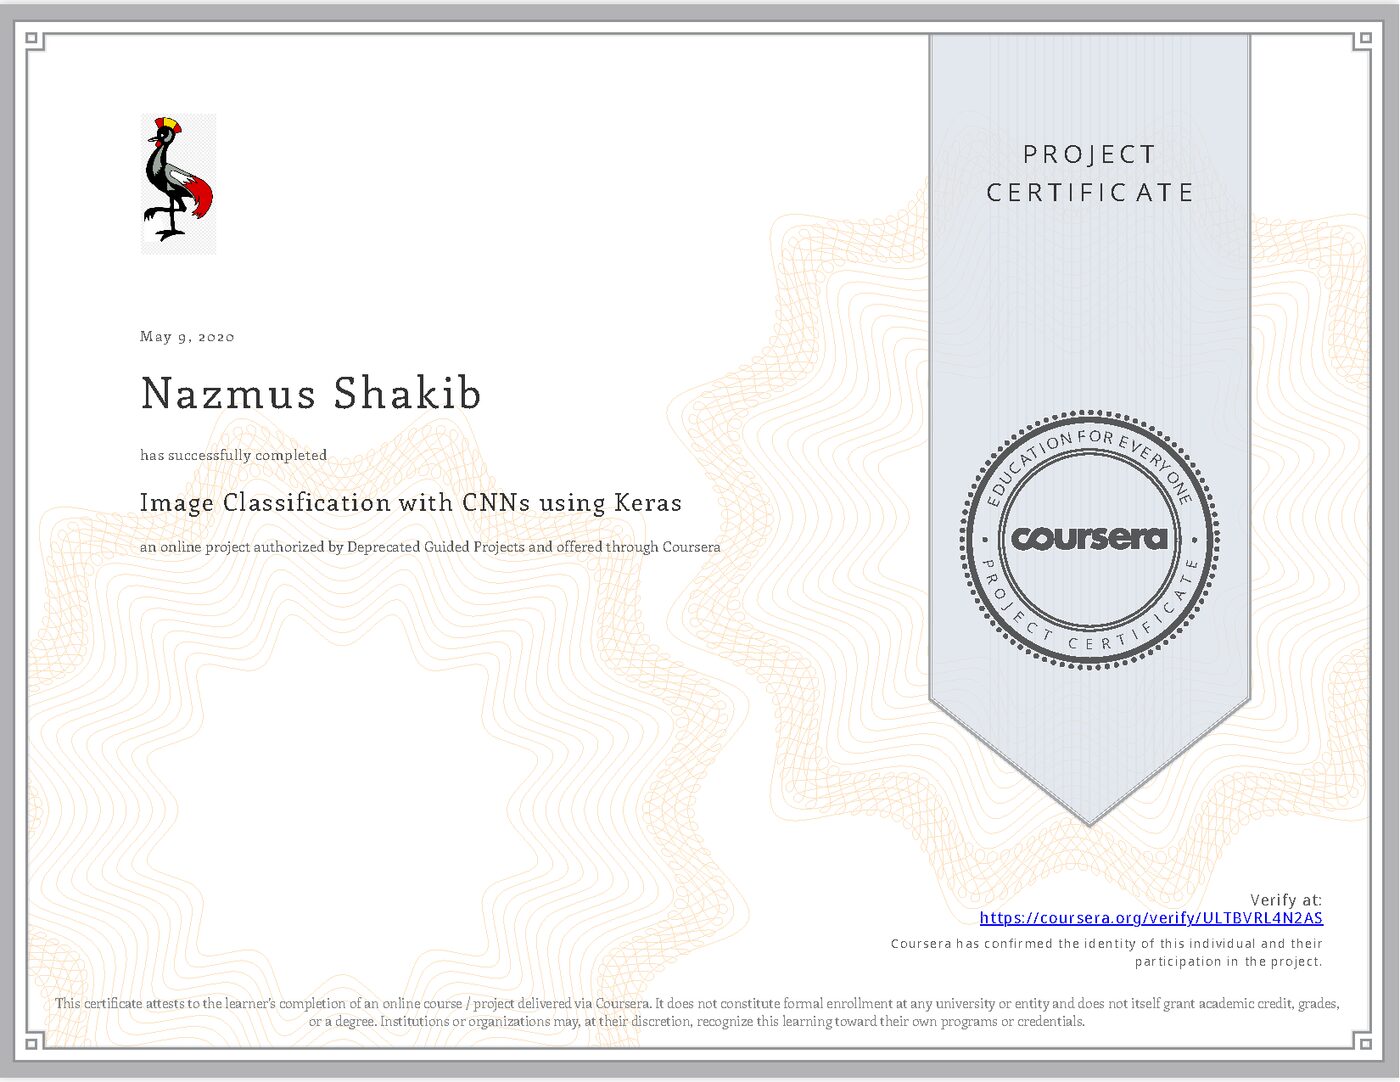 PROJECT
CERTIFICATE
May 9, 2020
Nazmus Shakib
has successfully completed
Image Classification with CNNs using Keras
an online project authorized by Deprecated Guided Projects and offered through Coursera
EDUCATION FOR EVERYONE
coursera
PROJECT CERTIFICATE
Verify at:
https://coursera.org/verify/ULTBVRL4N2AS
Coursera has confirmed the identity of this individual and their
participation in the project.
This certificate attests to the learner's completion of an online course / project delivered via Coursera. It does not constitute formal enrollment at any university or entity and does not itself grant academic credit, grades,
or a degree. Institutions or organizations may, at their discretion, recognize this learning toward their own programs or credentials.